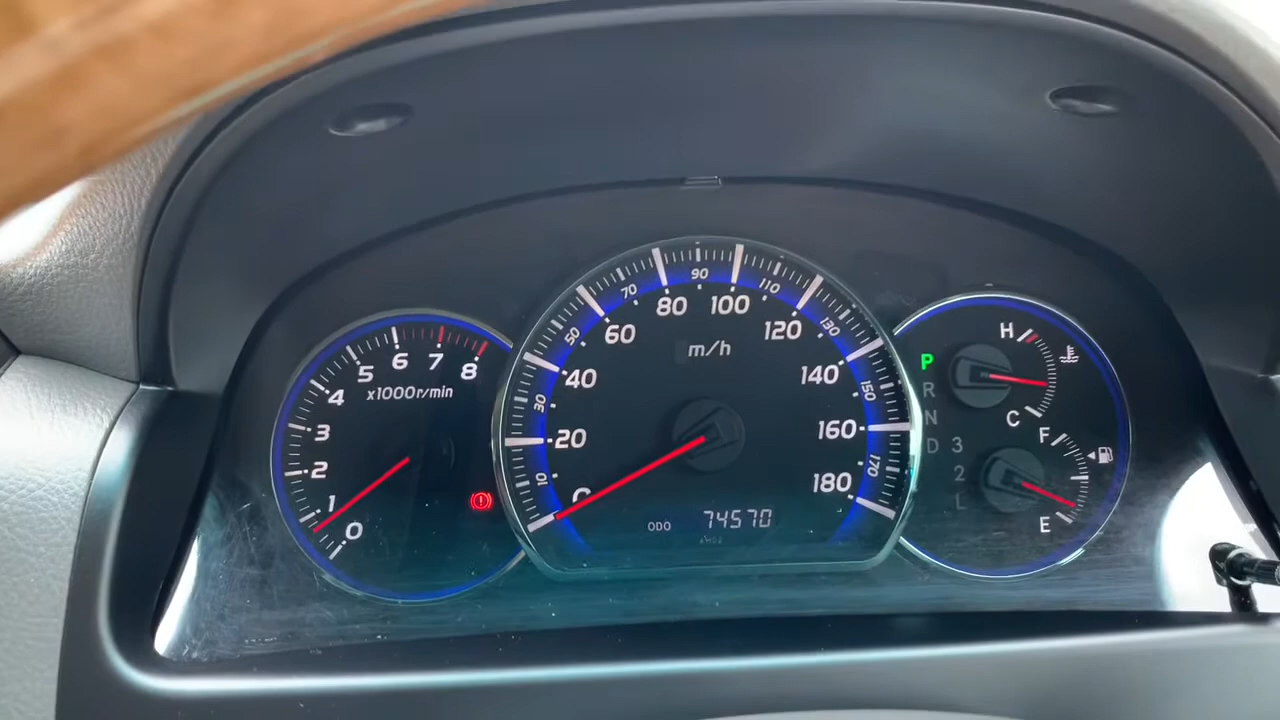 0 1 2 3 4 5 6 7 8
x1000r/min
0 20 40 60 80 100 120 140 160 180
10 30 50 70 90 110 130 150 170
m/h
ODO 74570
P
R
N
D 3
2
L
H
C
F
E